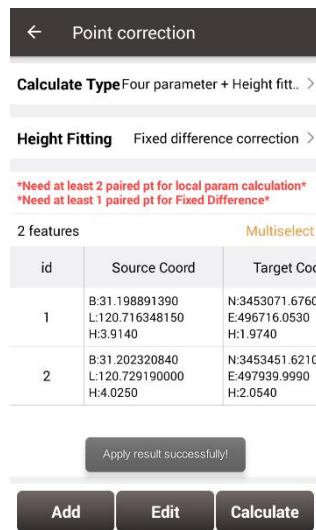 ← Point correction
Calculate Type Four parameter + Height fitt.. >
Height Fitting Fixed difference correction >
*Need at least 2 paired pt for local param calculation*
*Need at least 1 paired pt for Fixed Difference*
2 features Multiselect
id Source Coord Target Coo
B:31.198891390 N:3453071.6760
1 L:120.716348150 E:496716.0530
H:3.9140 H:1.9740
B:31.202320840 N:3453451.6210
2 L:120.729190000 E:497939.9990
H:4.0250 H:2.0540
Apply result successfully!
Add Edit Calculate